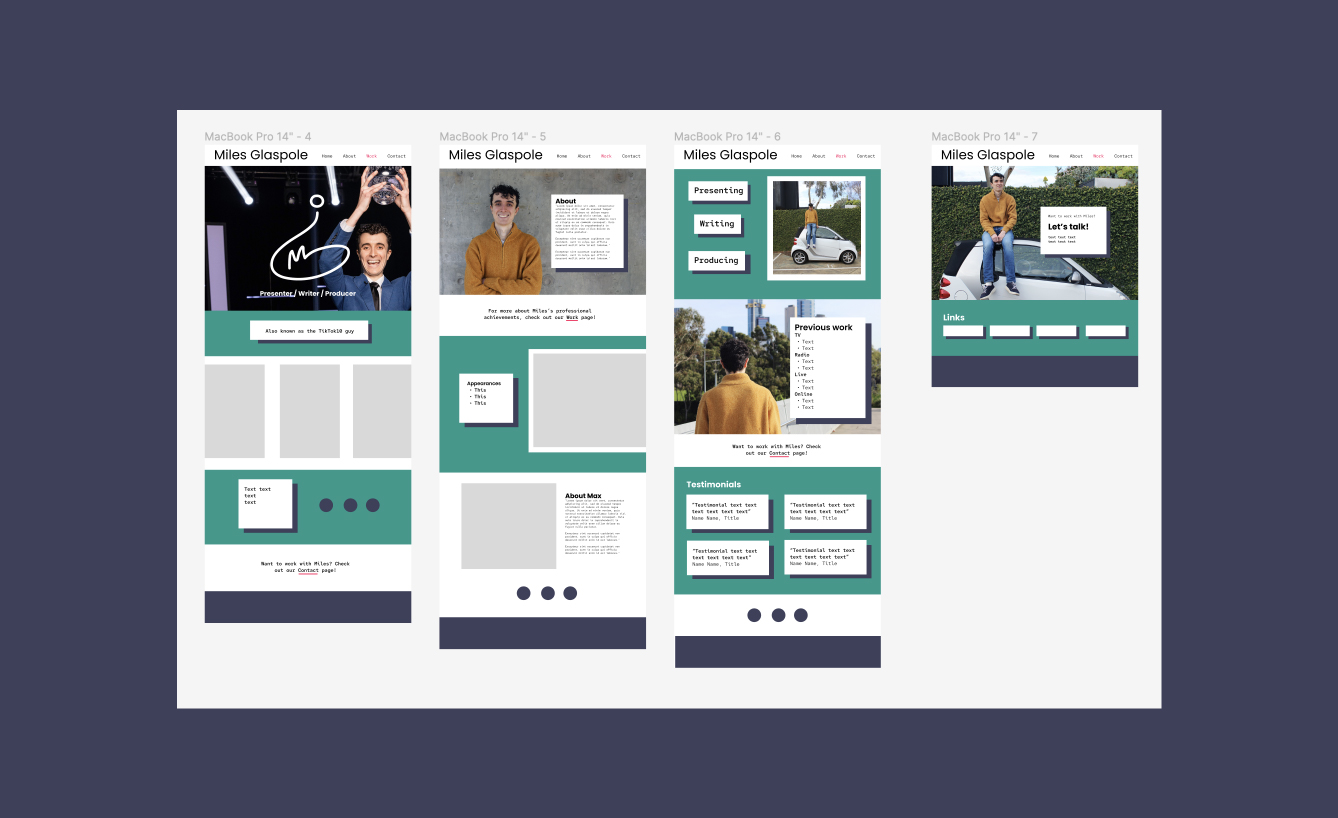 MacBook Pro 14" - 4
Miles Glaspole
Home About Work Contact
Presenter / Writer / Producer
Also known as the TikTok10 guy
Text text
text
text
Want to work with Miles? Check
out our Contact page!
MacBook Pro 14" - 5
Miles Glaspole
Home About Work Contact
About
For more about Miles's professional
achievements, check out our Work page!
Appearances
• This
• This
• This
About Max
MacBook Pro 14" - 6
Miles Glaspole
Home About Work Contact
Presenting
Writing
Producing
Previous work
TV
• Text
• Text
Radio
• Text
• Text
Live
• Text
• Text
Online
• Text
• Text
Want to work with Miles? Check
out our Contact page!
Testimonials
"Testimonial text text
text text text text"
Name Name, Title
"Testimonial text text
text text text text"
Name Name, Title
"Testimonial text text
text text text text"
Name Name, Title
"Testimonial text text
text text text text"
Name Name, Title
MacBook Pro 14" - 7
Miles Glaspole
Home About Work Contact
Want to work with Miles?
Let's talk!
text text text
text text text
Links